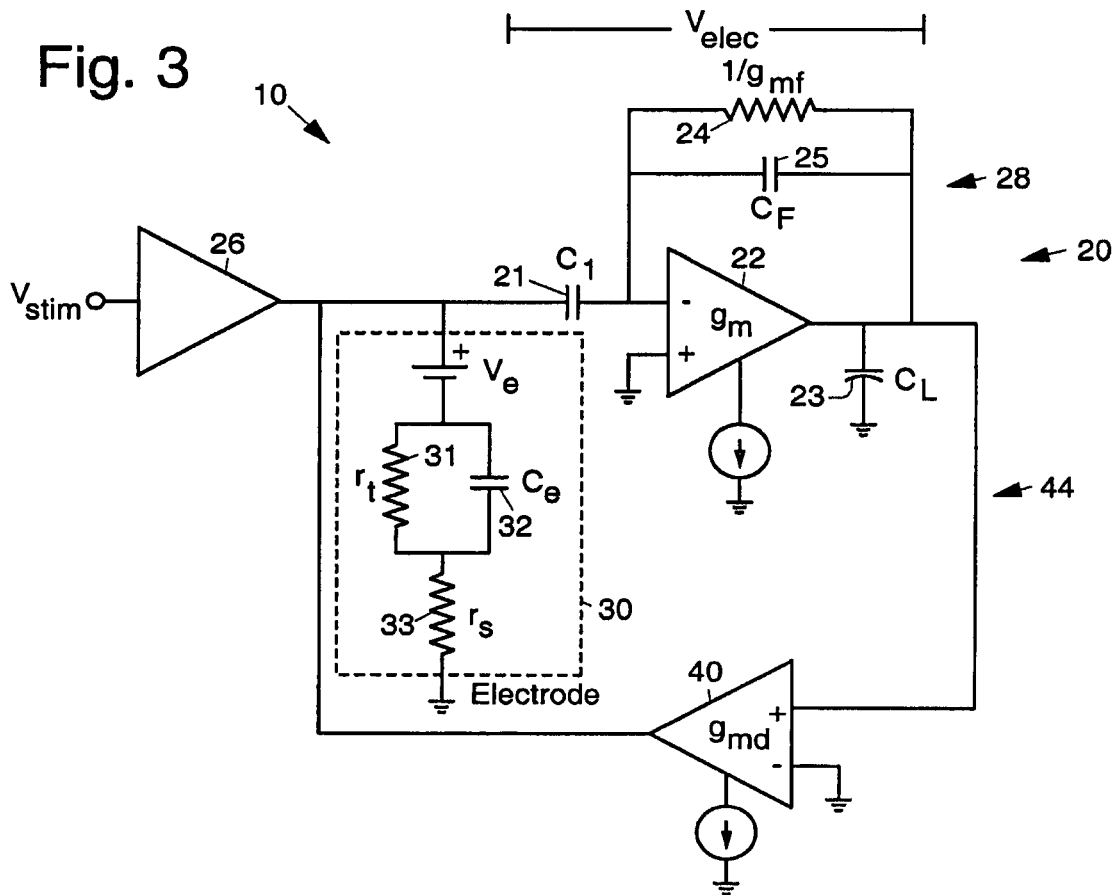 Fig. 3
V_elec
1/g_mf
10
24
25
C_F
28
20
26
V_stim
21
C_1
22
-
g_m
+
23
C_L
+
V_e
31
r_t
C_e
32
44
33
r_s
30
Electrode
40
+
g_md
-